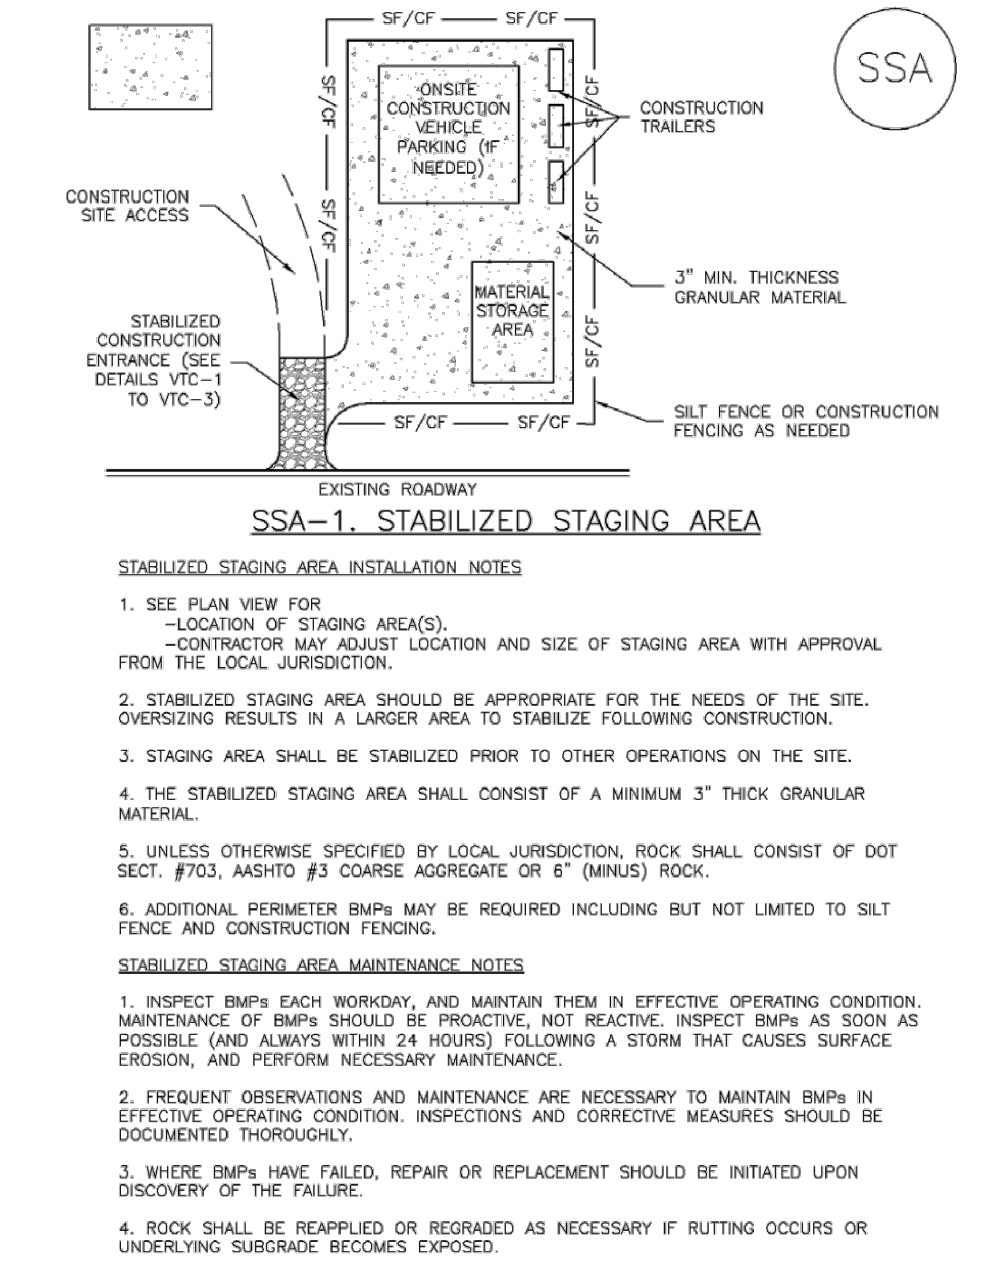 SF/CF SF/CF
SSA
SF/CF
SF/CF
ONSITE
CONSTRUCTION
VEHICLE
PARKING (IF
NEEDED)
CONSTRUCTION
TRAILERS
CONSTRUCTION
SITE ACCESS
SF/CF
SF/CF
3" MIN. THICKNESS
GRANULAR MATERIAL
MATERIAL
STORAGE
AREA
STABILIZED
CONSTRUCTION
ENTRANCE (SEE
DETAILS VTC-1
TO VTC-3)
SF/CF
SF/CF SF/CF
SILT FENCE OR CONSTRUCTION
FENCING AS NEEDED
EXISTING ROADWAY
SSA-1. STABILIZED STAGING AREA
STABILIZED STAGING AREA INSTALLATION NOTES
1. SEE PLAN VIEW FOR
-LOCATION OF STAGING AREA(S).
-CONTRACTOR MAY ADJUST LOCATION AND SIZE OF STAGING AREA WITH APPROVAL
FROM THE LOCAL JURISDICTION.
2. STABILIZED STAGING AREA SHOULD BE APPROPRIATE FOR THE NEEDS OF THE SITE.
OVERSIZING RESULTS IN A LARGER AREA TO STABILIZE FOLLOWING CONSTRUCTION.
3. STAGING AREA SHALL BE STABILIZED PRIOR TO OTHER OPERATIONS ON THE SITE.
4. THE STABILIZED STAGING AREA SHALL CONSIST OF A MINIMUM 3" THICK GRANULAR
MATERIAL.
5. UNLESS OTHERWISE SPECIFIED BY LOCAL JURISDICTION, ROCK SHALL CONSIST OF DOT
SECT. #703, AASHTO #3 COARSE AGGREGATE OR 6" (MINUS) ROCK.
6. ADDITIONAL PERIMETER BMPs MAY BE REQUIRED INCLUDING BUT NOT LIMITED TO SILT
FENCE AND CONSTRUCTION FENCING.
STABILIZED STAGING AREA MAINTENANCE NOTES
1. INSPECT BMPs EACH WORKDAY, AND MAINTAIN THEM IN EFFECTIVE OPERATING CONDITION.
MAINTENANCE OF BMPs SHOULD BE PROACTIVE, NOT REACTIVE. INSPECT BMPs AS SOON AS
POSSIBLE (AND ALWAYS WITHIN 24 HOURS) FOLLOWING A STORM THAT CAUSES SURFACE
EROSION, AND PERFORM NECESSARY MAINTENANCE.
2. FREQUENT OBSERVATIONS AND MAINTENANCE ARE NECESSARY TO MAINTAIN BMPs IN
EFFECTIVE OPERATING CONDITION. INSPECTIONS AND CORRECTIVE MEASURES SHOULD BE
DOCUMENTED THOROUGHLY.
3. WHERE BMPs HAVE FAILED, REPAIR OR REPLACEMENT SHOULD BE INITIATED UPON
DISCOVERY OF THE FAILURE.
4. ROCK SHALL BE REAPPLIED OR REGRADED AS NECESSARY IF RUTTING OCCURS OR
UNDERLYING SUBGRADE BECOMES EXPOSED.